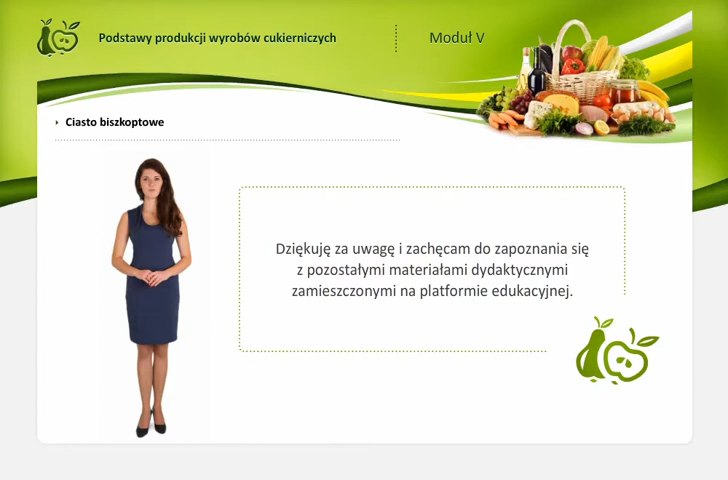 Podstawy produkcji wyrobów cukierniczych
Moduł V
Ciasto biszkoptowe
Dziękuję za uwagę i zachęcam do zapoznania się
z pozostałymi materiałami dydaktycznymi
zamieszczonymi na platformie edukacyjnej.